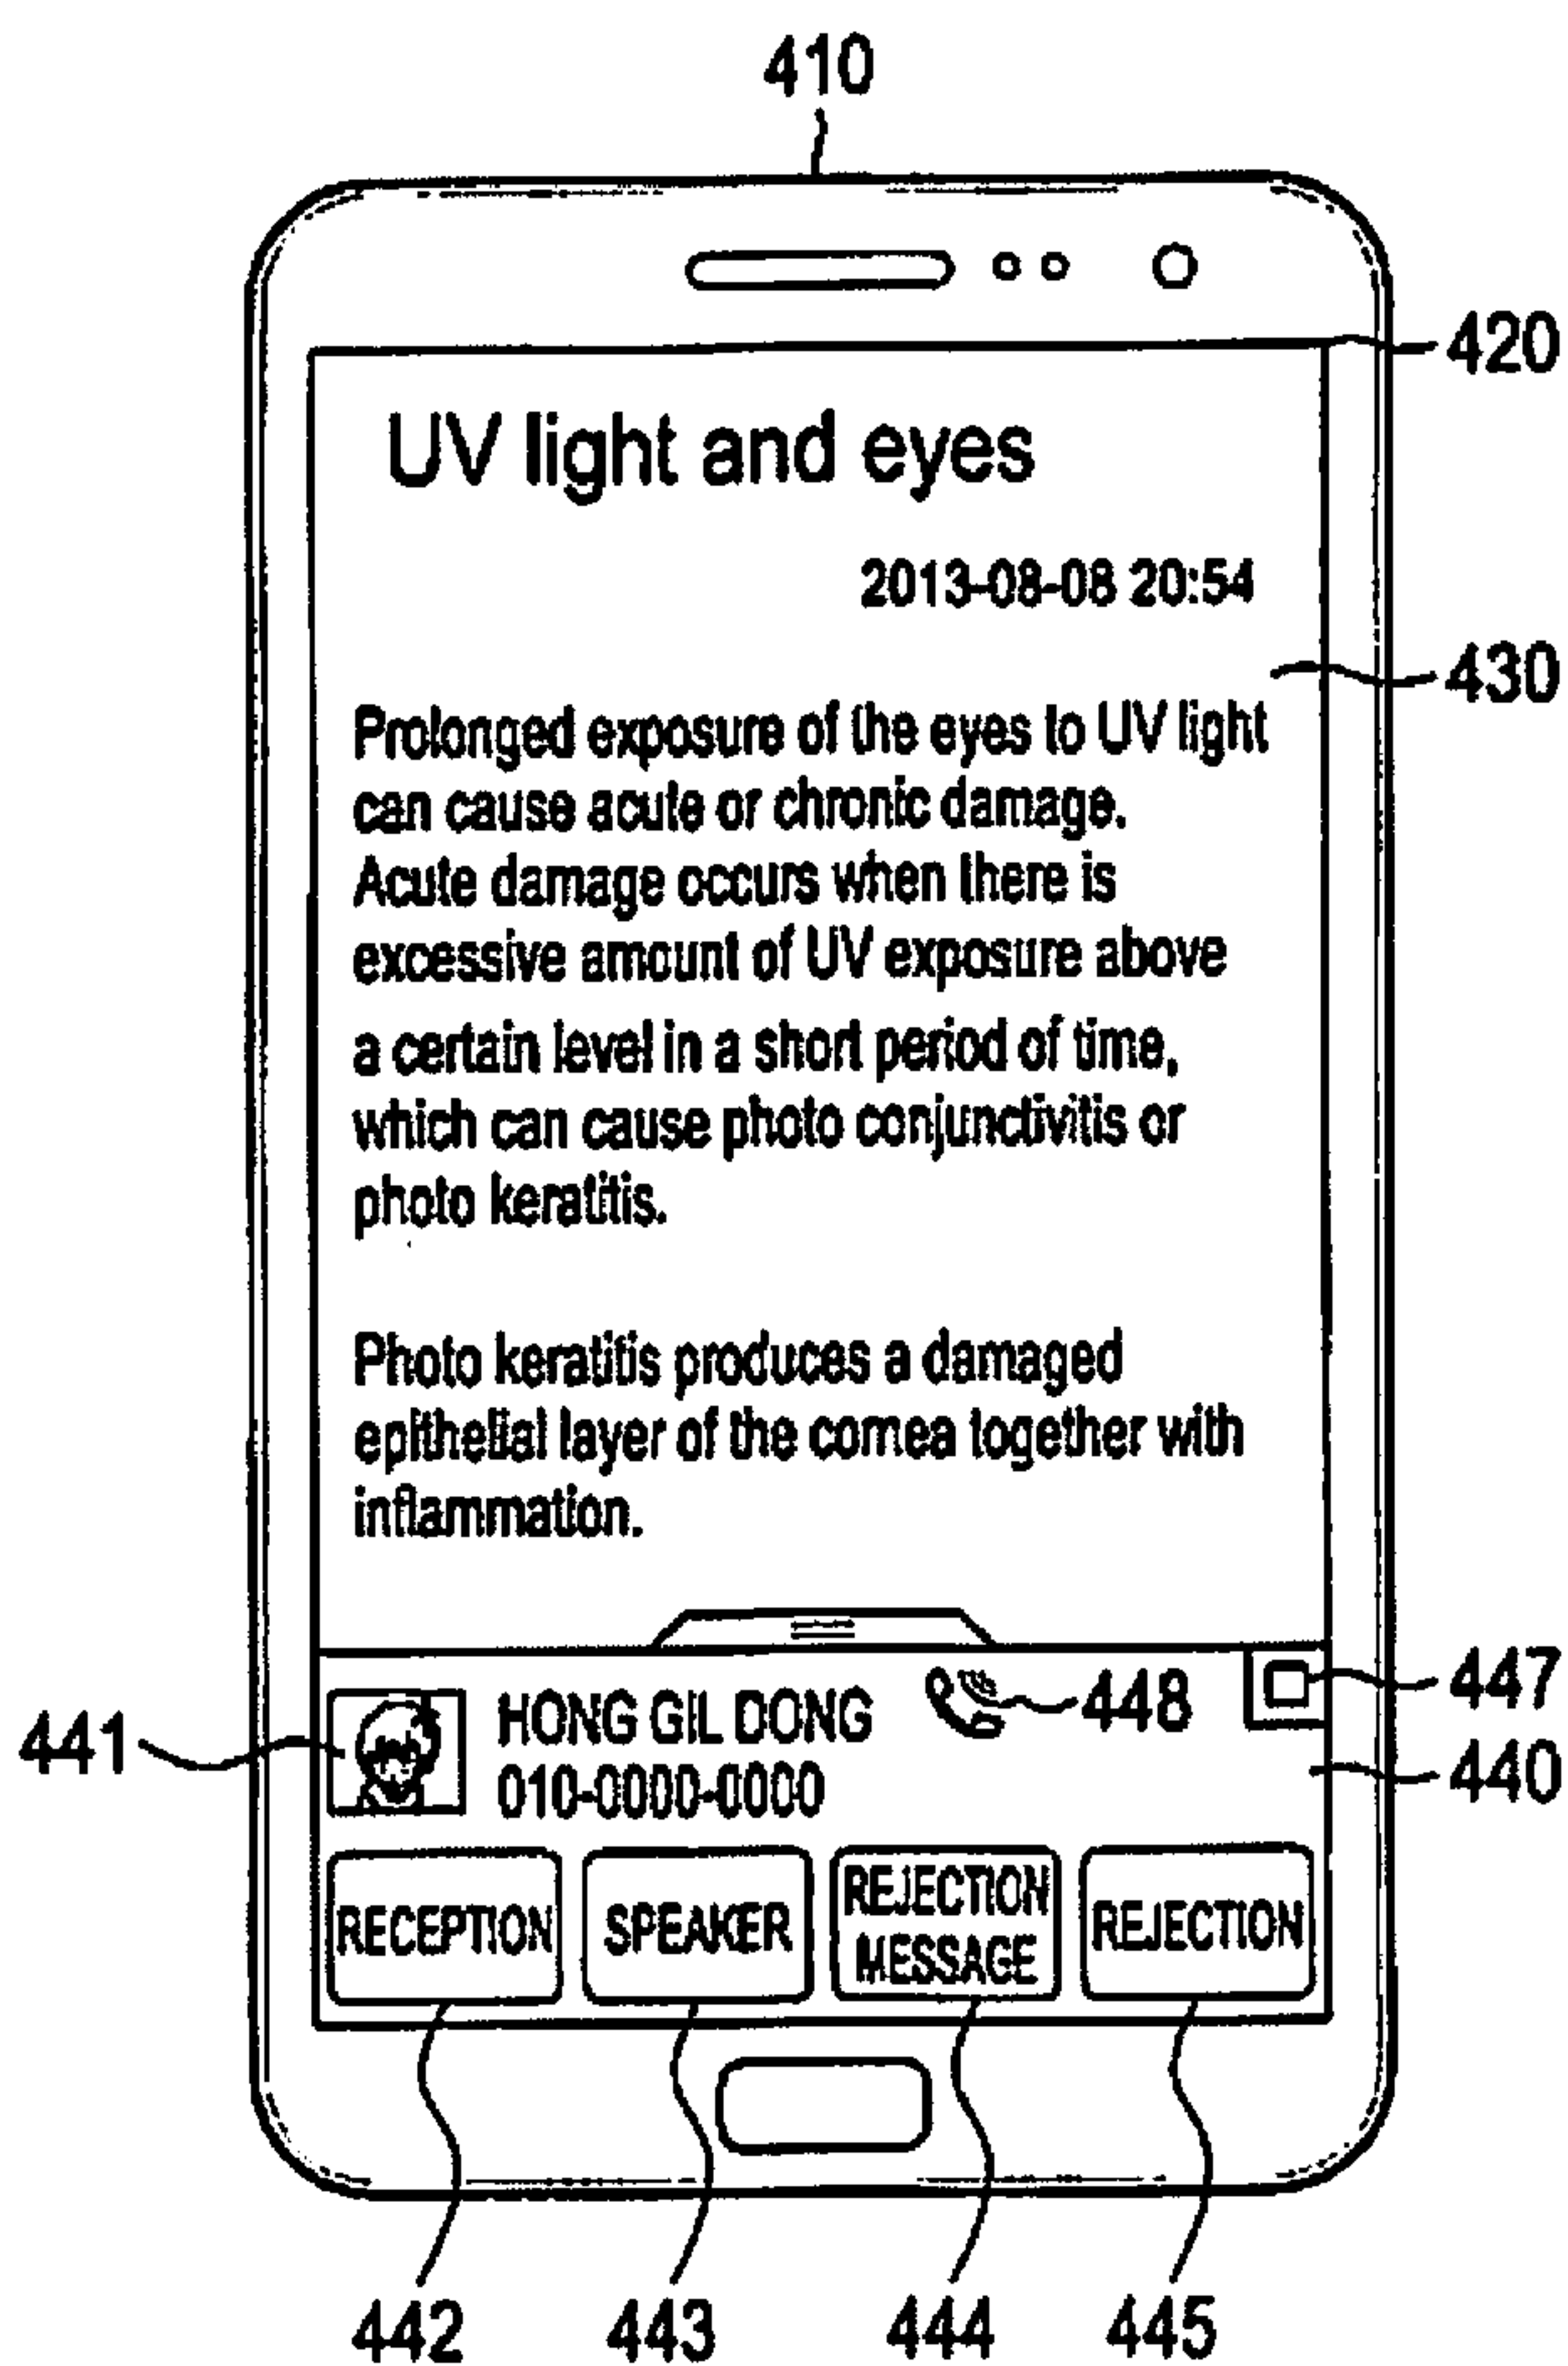 410
420
UV light and eyes
2013-08-08 20:54
430
Prolonged exposure of the eyes to UV light
can cause acute or chronic damage.
Acute damage occurs when there is
excessive amount of UV exposure above
a certain level in a short period of time,
which can cause photo conjunctivitis or
photo keratitis.
Photo keratitis produces a damaged
epithelial layer of the cornea together with
inflammation.
447
441
HONG GIL DONG
448
440
010-0000-0000
RECEPTION
SPEAKER
REJECTION
MESSAGE
REJECTION
442
443
444
445